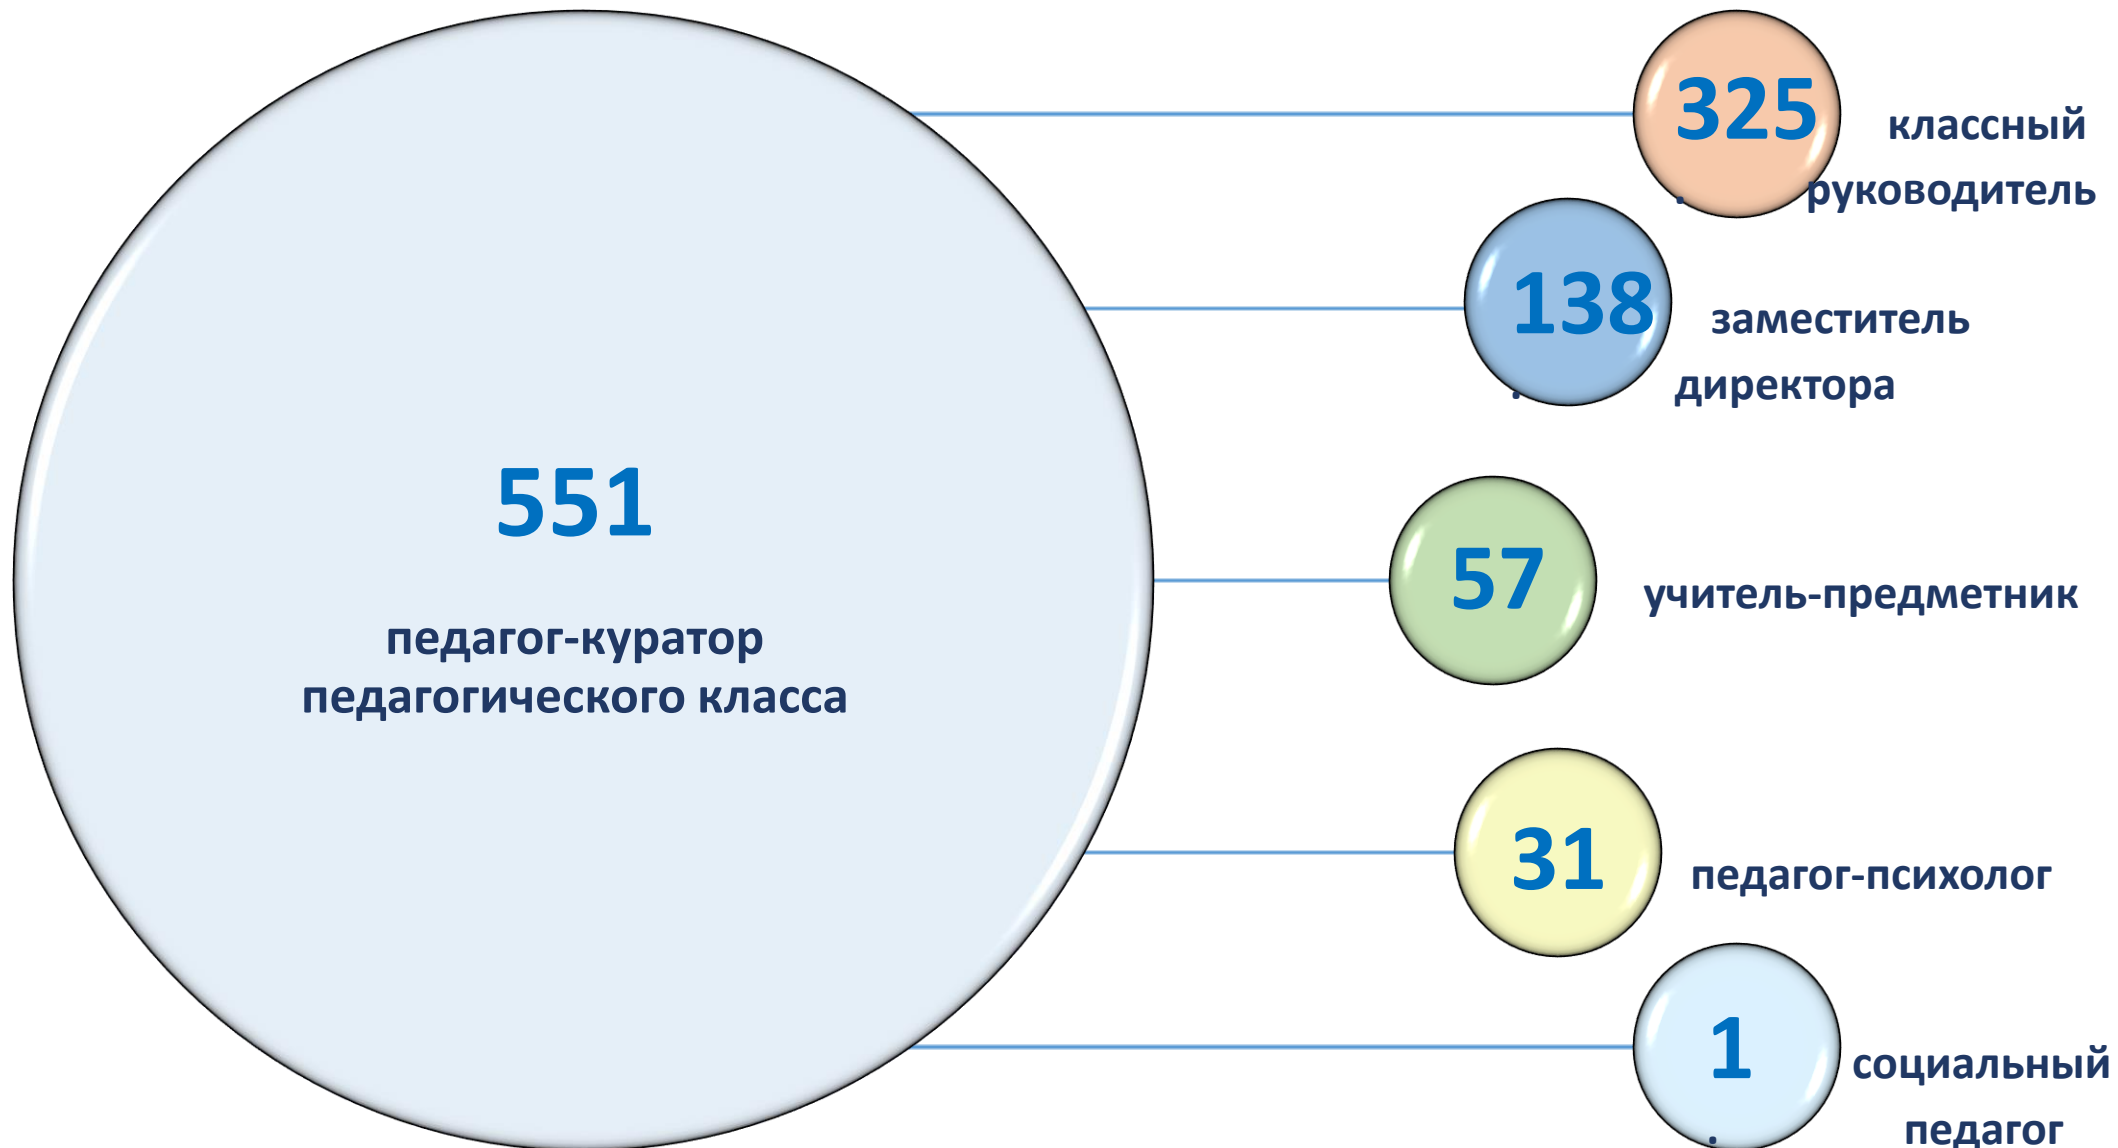 551
педагог-куратор
педагогического класса
325 классный
. руководитель
138 заместитель
. директора
57 учитель-предметник
31 педагог-психолог
1 социальный
. педагог